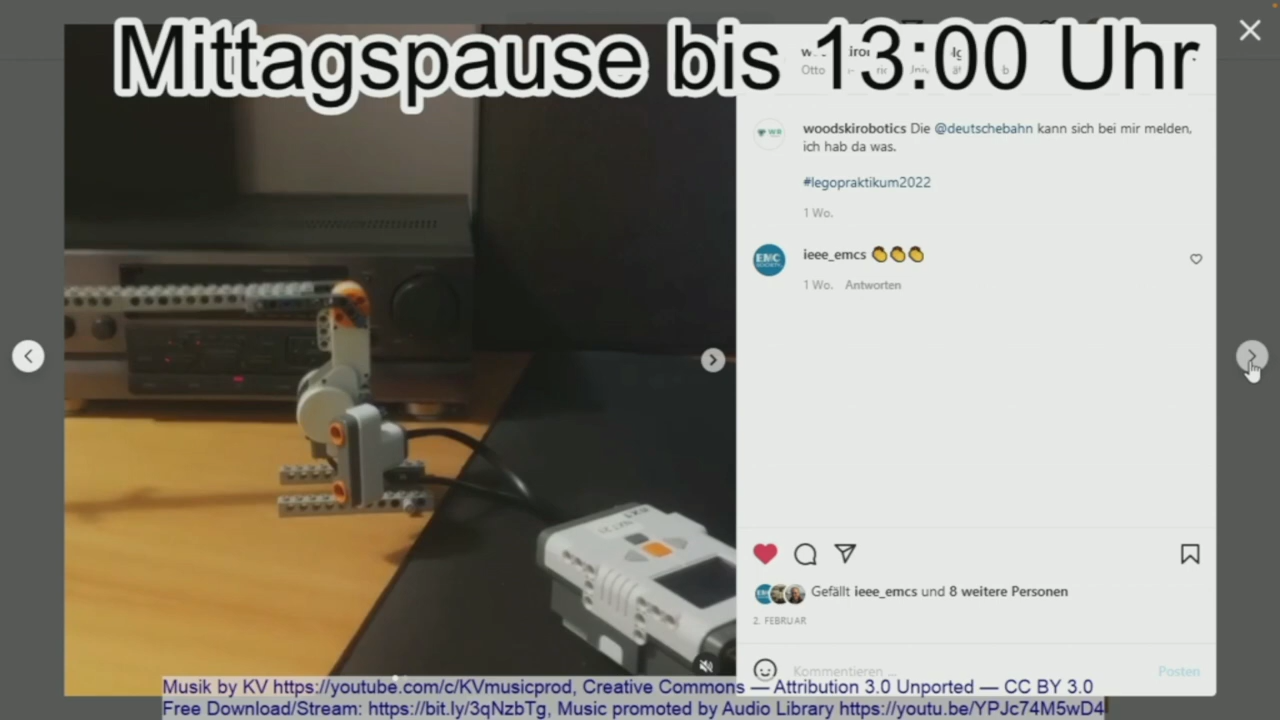 Mittagspause bis 13:00 Uhr
Otto
woodskirobotics Die @deutschebahn kann sich bei mir melden,
ich hab da was.
#legopraktikum2022
1 Wo.
EMC
ieee_emcs 👏👏👏
1 Wo. Antworten
Gefällt ieee_emcs und 8 weitere Personen
2. FEBRUAR
Kommentieren ...
Posten
Musik by KV https://youtube.com/c/KVmusicprod, Creative Commons — Attribution 3.0 Unported — CC BY 3.0
Free Download/Stream: https://bit.ly/3qNzbTg, Music promoted by Audio Library https://youtu.be/YPJc74M5wD4